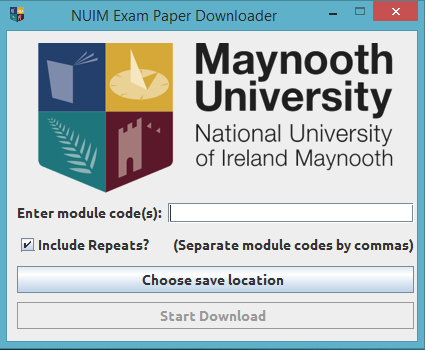 NUIM Exam Paper Downloader
Maynooth
University
National University
of Ireland Maynooth
Enter module code(s):
Include Repeats? (Separate module codes by commas)
Choose save location
Start Download